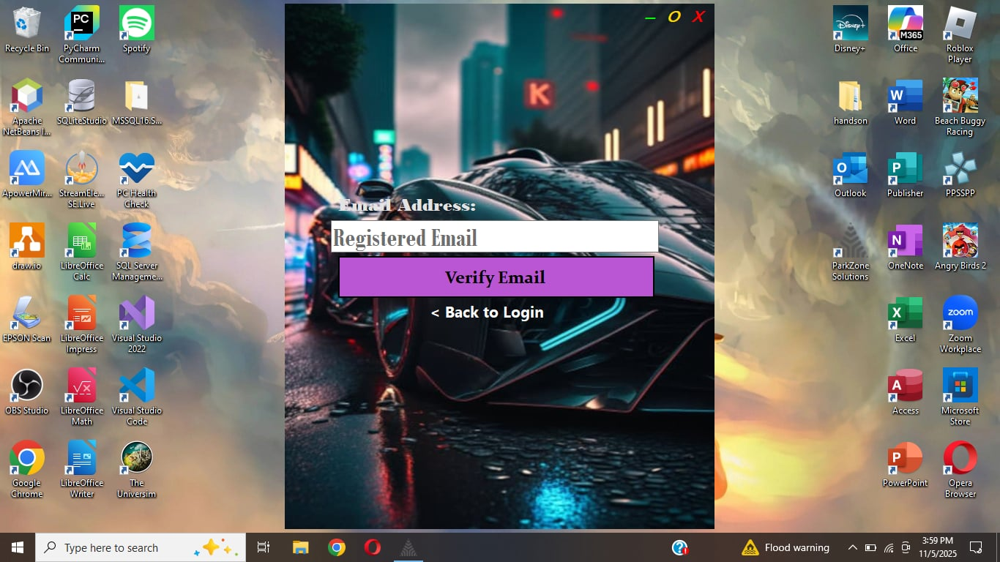 Recycle Bin
PC
PyCharm
Communi...
Spotify
Apache
NetBeans I...
SQLiteStudio
MSSQL16.S...
ApowerMir...
StreamEle...
SE.Live
PC Health
Check
draw.io
LibreOffice
Calc
SQL Server
Manageme...
EPSON Scan
LibreOffice
Impress
Visual Studio
2022
OBS Studio
LibreOffice
Math
Visual Studio
Code
Google
Chrome
LibreOffice
Writer
The
Universim
– O X
K
Email Address:
Registered Email
Verify Email
< Back to Login
Disney+
Disney+
M365
Office
Roblox
Player
handson
W
Word
Beach Buggy
Racing
O
Outlook
P
Publisher
PPSSPP
ParkZone
Solutions
N
OneNote
Angry Birds 2
X
Excel
zoom
Zoom
Workplace
A
Access
Microsoft
Store
P
PowerPoint
Opera
Browser
Type here to search
Flood warning
3:59 PM
11/5/2025